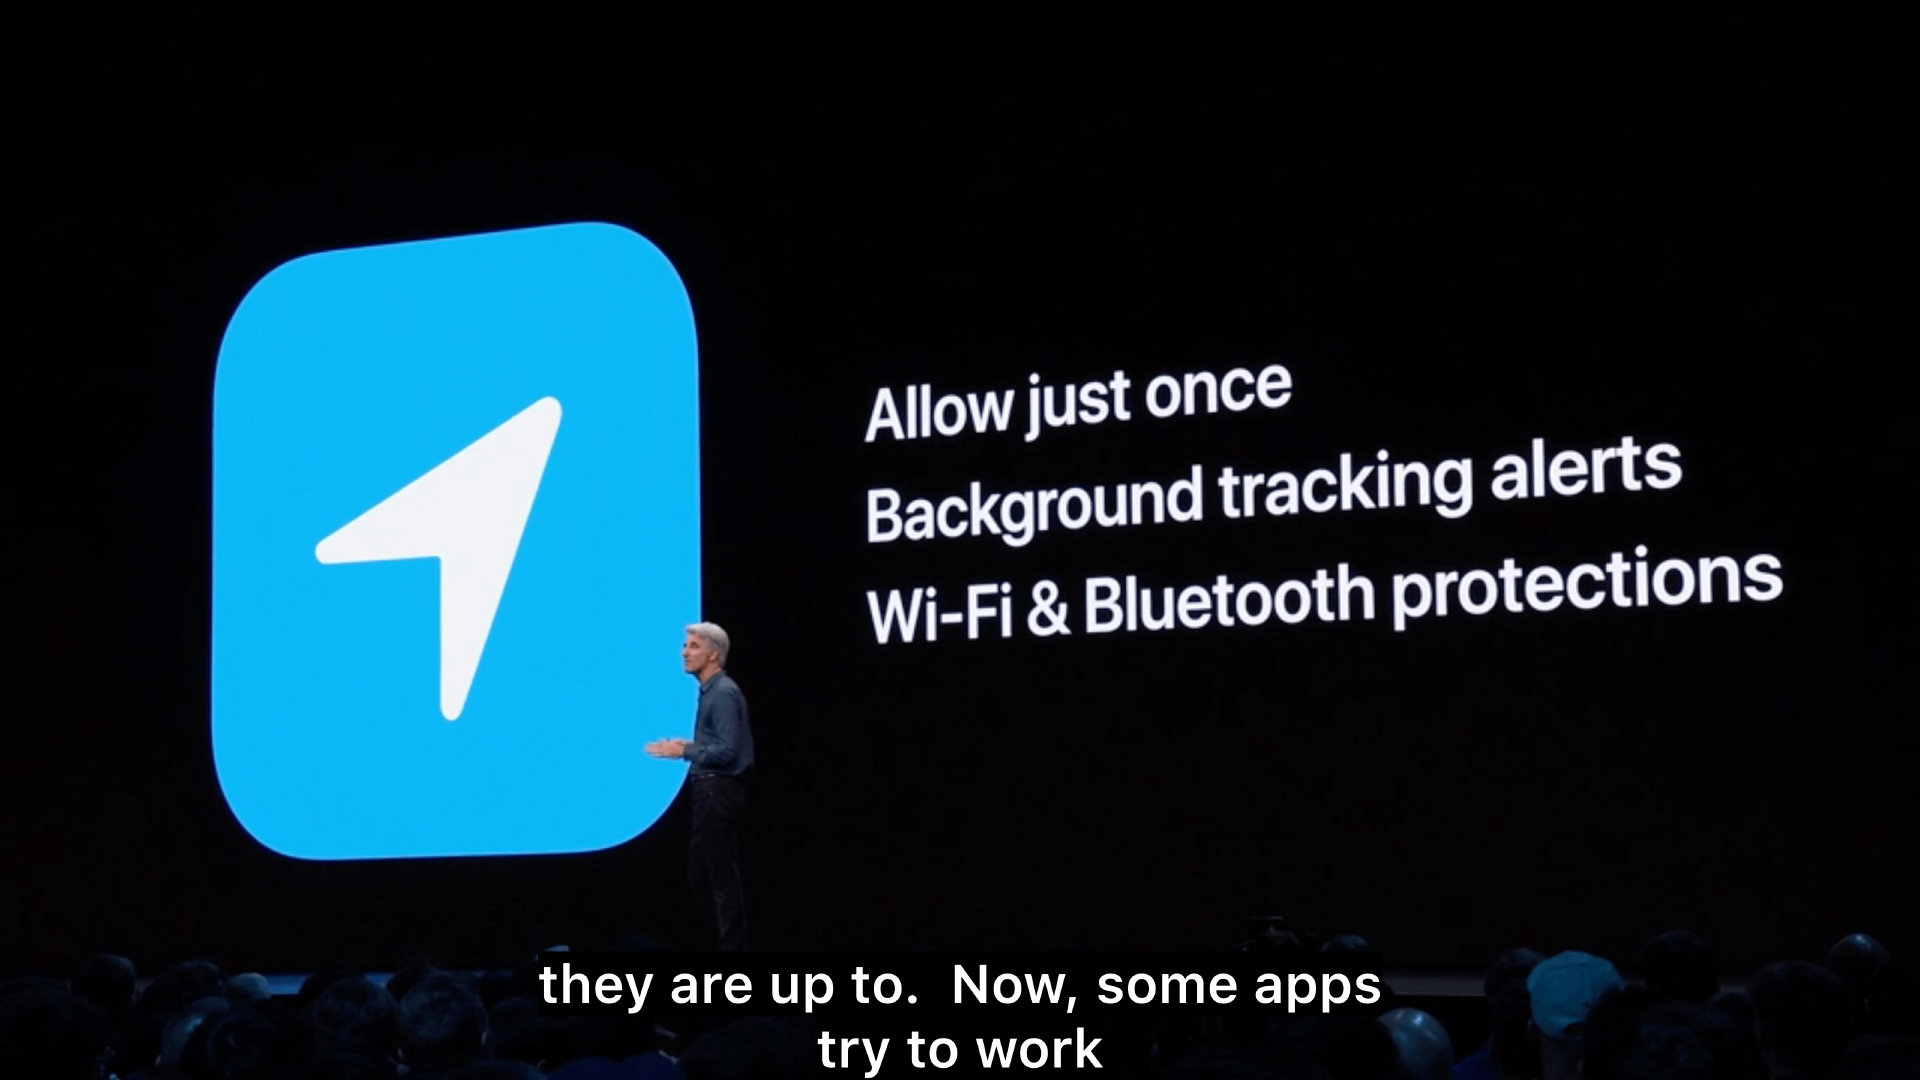 Allow just once
Background tracking alerts
Wi-Fi & Bluetooth protections
they are up to.  Now, some apps
try to work